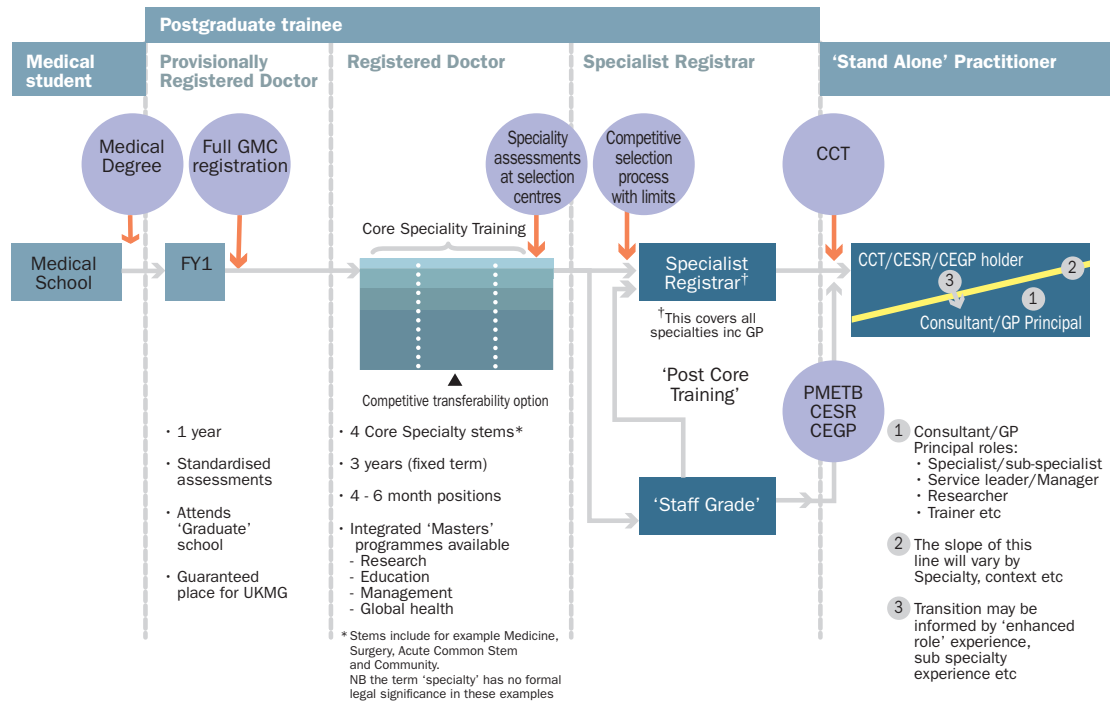 Postgraduate trainee
Medical
student
Provisionally
Registered Doctor
Registered Doctor
Specialist Registrar
‘Stand Alone’ Practitioner
Medical
Degree
Full GMC
registration
Speciality
assessments
at selection
centres
Competitive
selection
process
with limits
CCT
Medical
School
FY1
Core Speciality Training
Competitive transferability option
Specialist
Registrar†
†This covers all
specialties inc GP
‘Post Core
Training’
‘Staff Grade’
CCT/CESR/CEGP holder
3
2
1
Consultant/GP Principal
PMETB
CESR
CEGP
· 1 year
· Standardised
assessments
· Attends
‘Graduate’
school
· Guaranteed
place for UKMG
· 4 Core Specialty stems*
· 3 years (fixed term)
· 4 - 6 month positions
· Integrated ‘Masters’
programmes available
- Research
- Education
- Management
- Global health
* Stems include for example Medicine,
Surgery, Acute Common Stem
and Community.
NB the term ‘specialty’ has no formal
legal significance in these examples
1 Consultant/GP
Principal roles:
· Specialist/sub-specialist
· Service leader/Manager
· Researcher
· Trainer etc
2 The slope of this
line will vary by
Specialty, context etc
3 Transition may be
informed by ‘enhanced
role’ experience,
sub specialty
experience etc